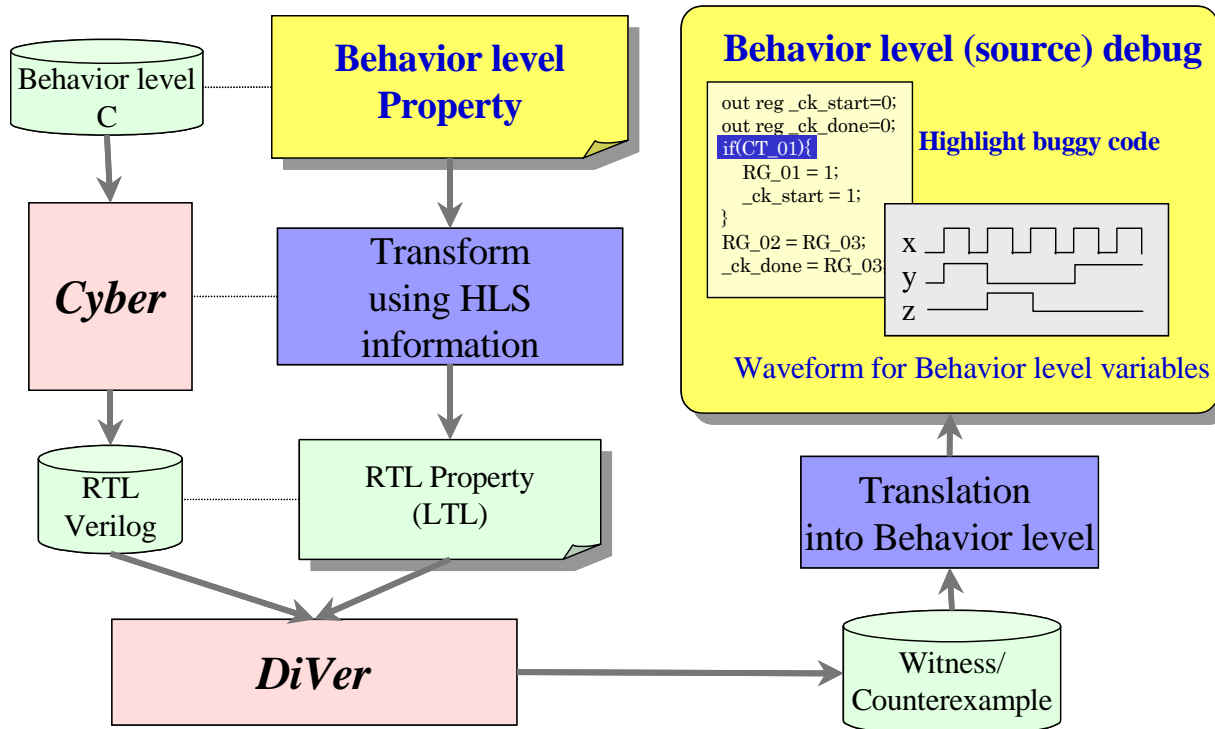 Behavior level
C
Behavior level
Property
Cyber
Transform
using HLS
information
RTL
Verilog
RTL Property
(LTL)
DiVer
Behavior level (source) debug
out reg _ck_start=0;
out reg _ck_done=0;
if(CT_01){
RG_01 = 1;
_ck_start = 1;
}
RG_02 = RG_03;
_ck_done = RG_03;
Highlight buggy code
x
y
z
Waveform for Behavior level variables
Translation
into Behavior level
Witness/
Counterexample